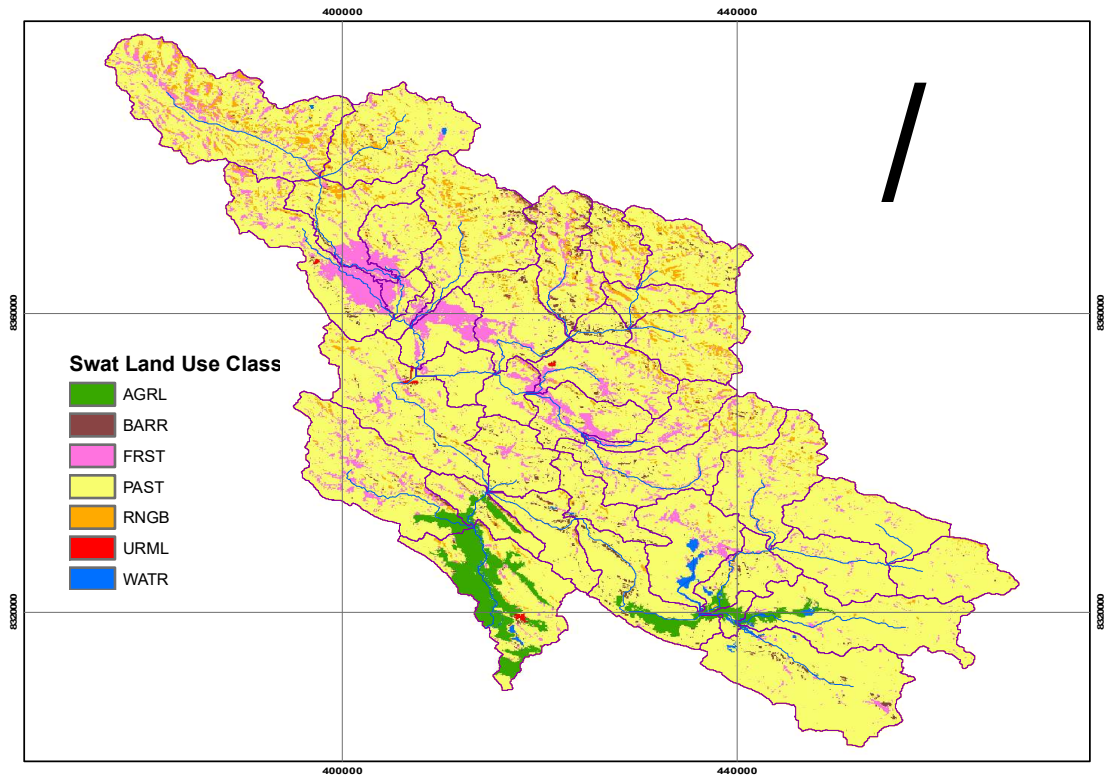 400000
440000
8360000
8360000
Swat Land Use Class
AGRL
BARR
FRST
PAST
RNGB
URML
WATR
8320000
8320000
400000
440000